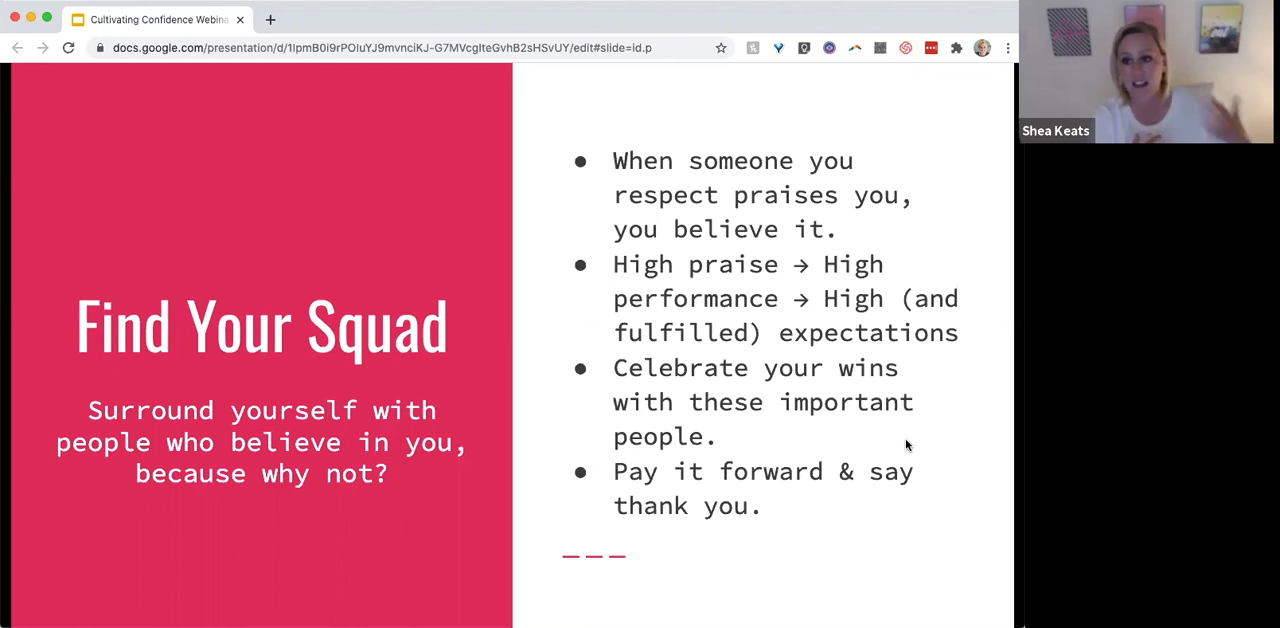 Cultivating Confidence Webina
docs.google.com/presentation/d/1lpmB0i9rPOluYJ9mvnciKJ-G7MVcglteGvhB2sHSvUY/edit#slide=id.p
Find Your Squad
Surround yourself with
people who believe in you,
because why not?
● When someone you
respect praises you,
you believe it.
● High praise → High
performance → High (and
fulfilled) expectations
● Celebrate your wins
with these important
people.
● Pay it forward & say
thank you.
Shea Keats